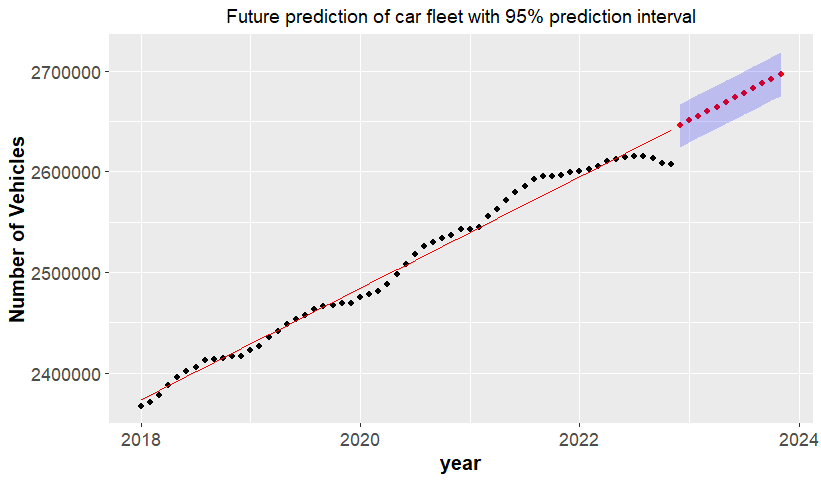 Future prediction of car fleet with 95% prediction interval
Number of Vehicles
2700000
2600000
2500000
2400000
2018
2020
2022
2024
year